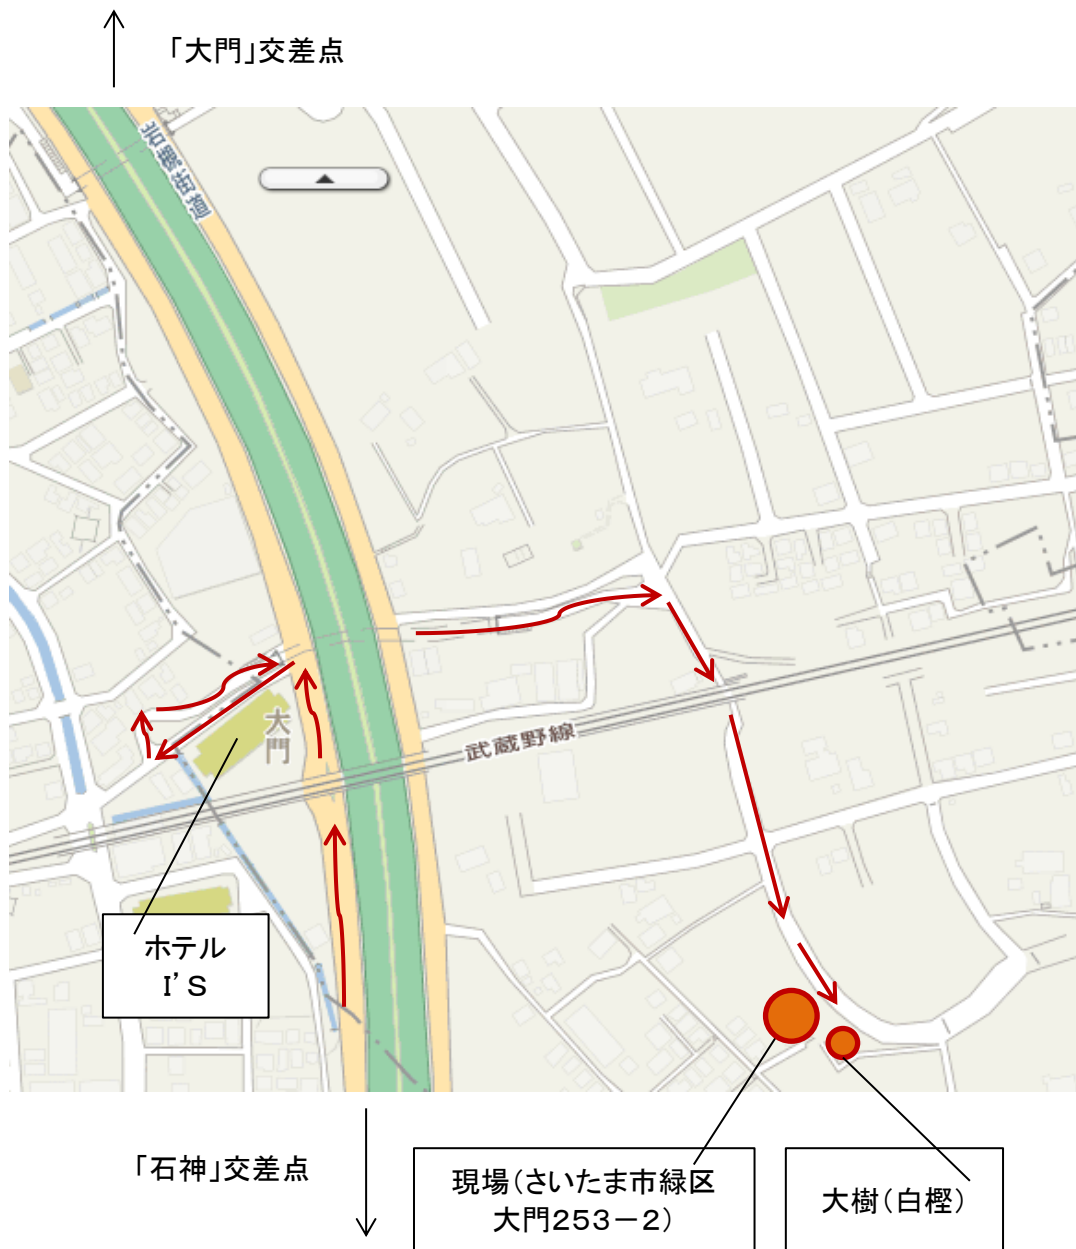 「大門」交差点
岩槻街道
大門
武蔵野線
ホテル
I’S
「石神」交差点
現場(さいたま市緑区
大門253-2)
大樹(白樫)